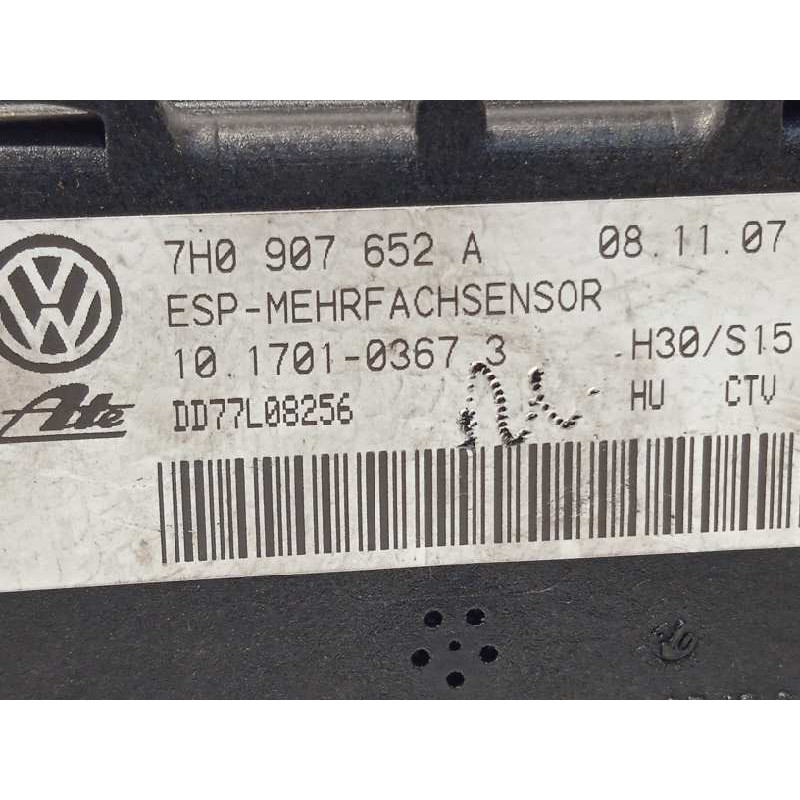 7H0 907 652 A 08.11.07
ESP-MEHRFACHSENSOR
10.1701-0367 3 H30/S15
Ate DD77L08256 HU CTV